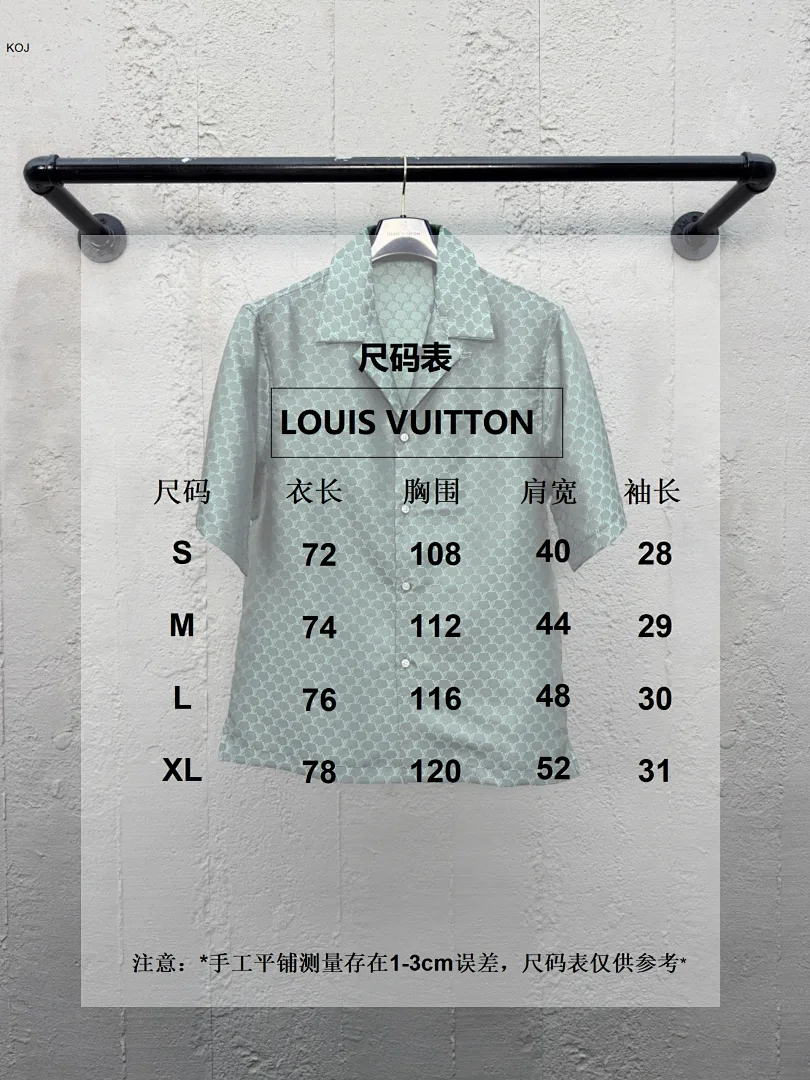 KOJ
尺码表
LOUIS VUITTON
尺码 衣长 胸围 肩宽 袖长
S 72 108 40 28
M 74 112 44 29
L 76 116 48 30
XL 78 120 52 31
注意：*手工平铺测量存在1-3cm误差，尺码表仅供参考*